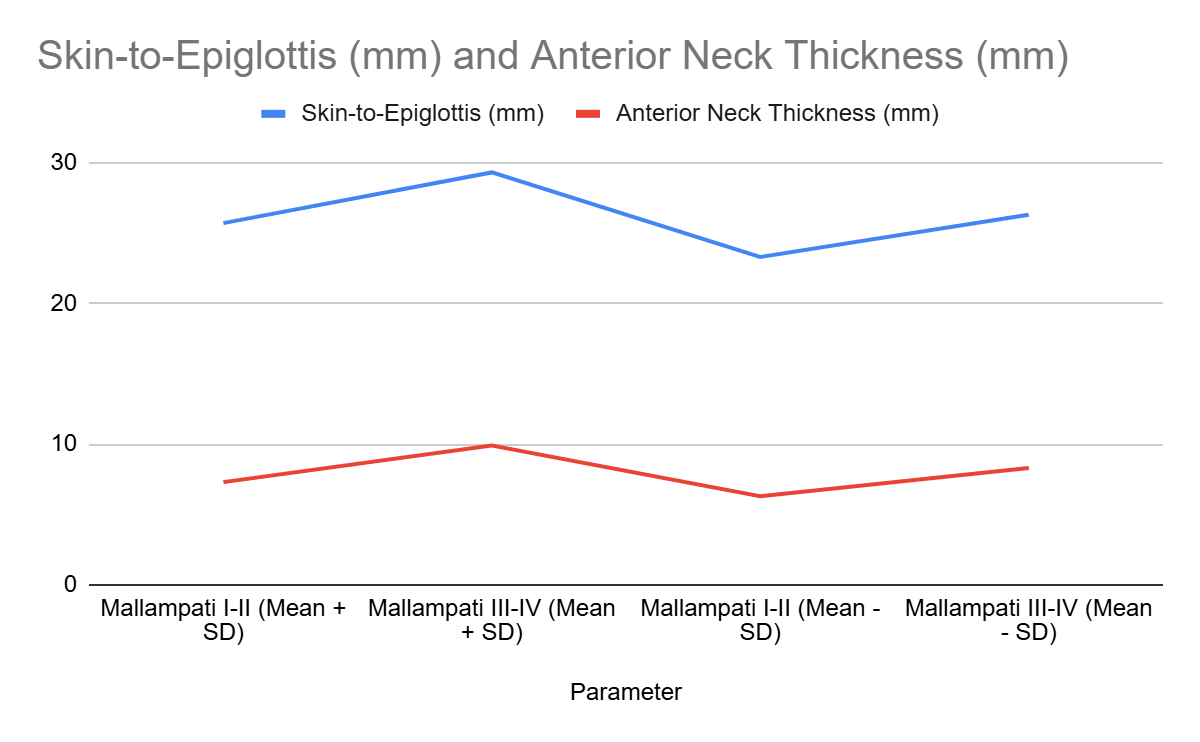 Skin-to-Epiglottis (mm) and Anterior Neck Thickness (mm)
Skin-to-Epiglottis (mm)
Anterior Neck Thickness (mm)
30
20
10
0
Mallampati I-II (Mean +
SD)
Mallampati III-IV (Mean
+ SD)
Mallampati I-II (Mean -
SD)
Mallampati III-IV (Mean
- SD)
Parameter